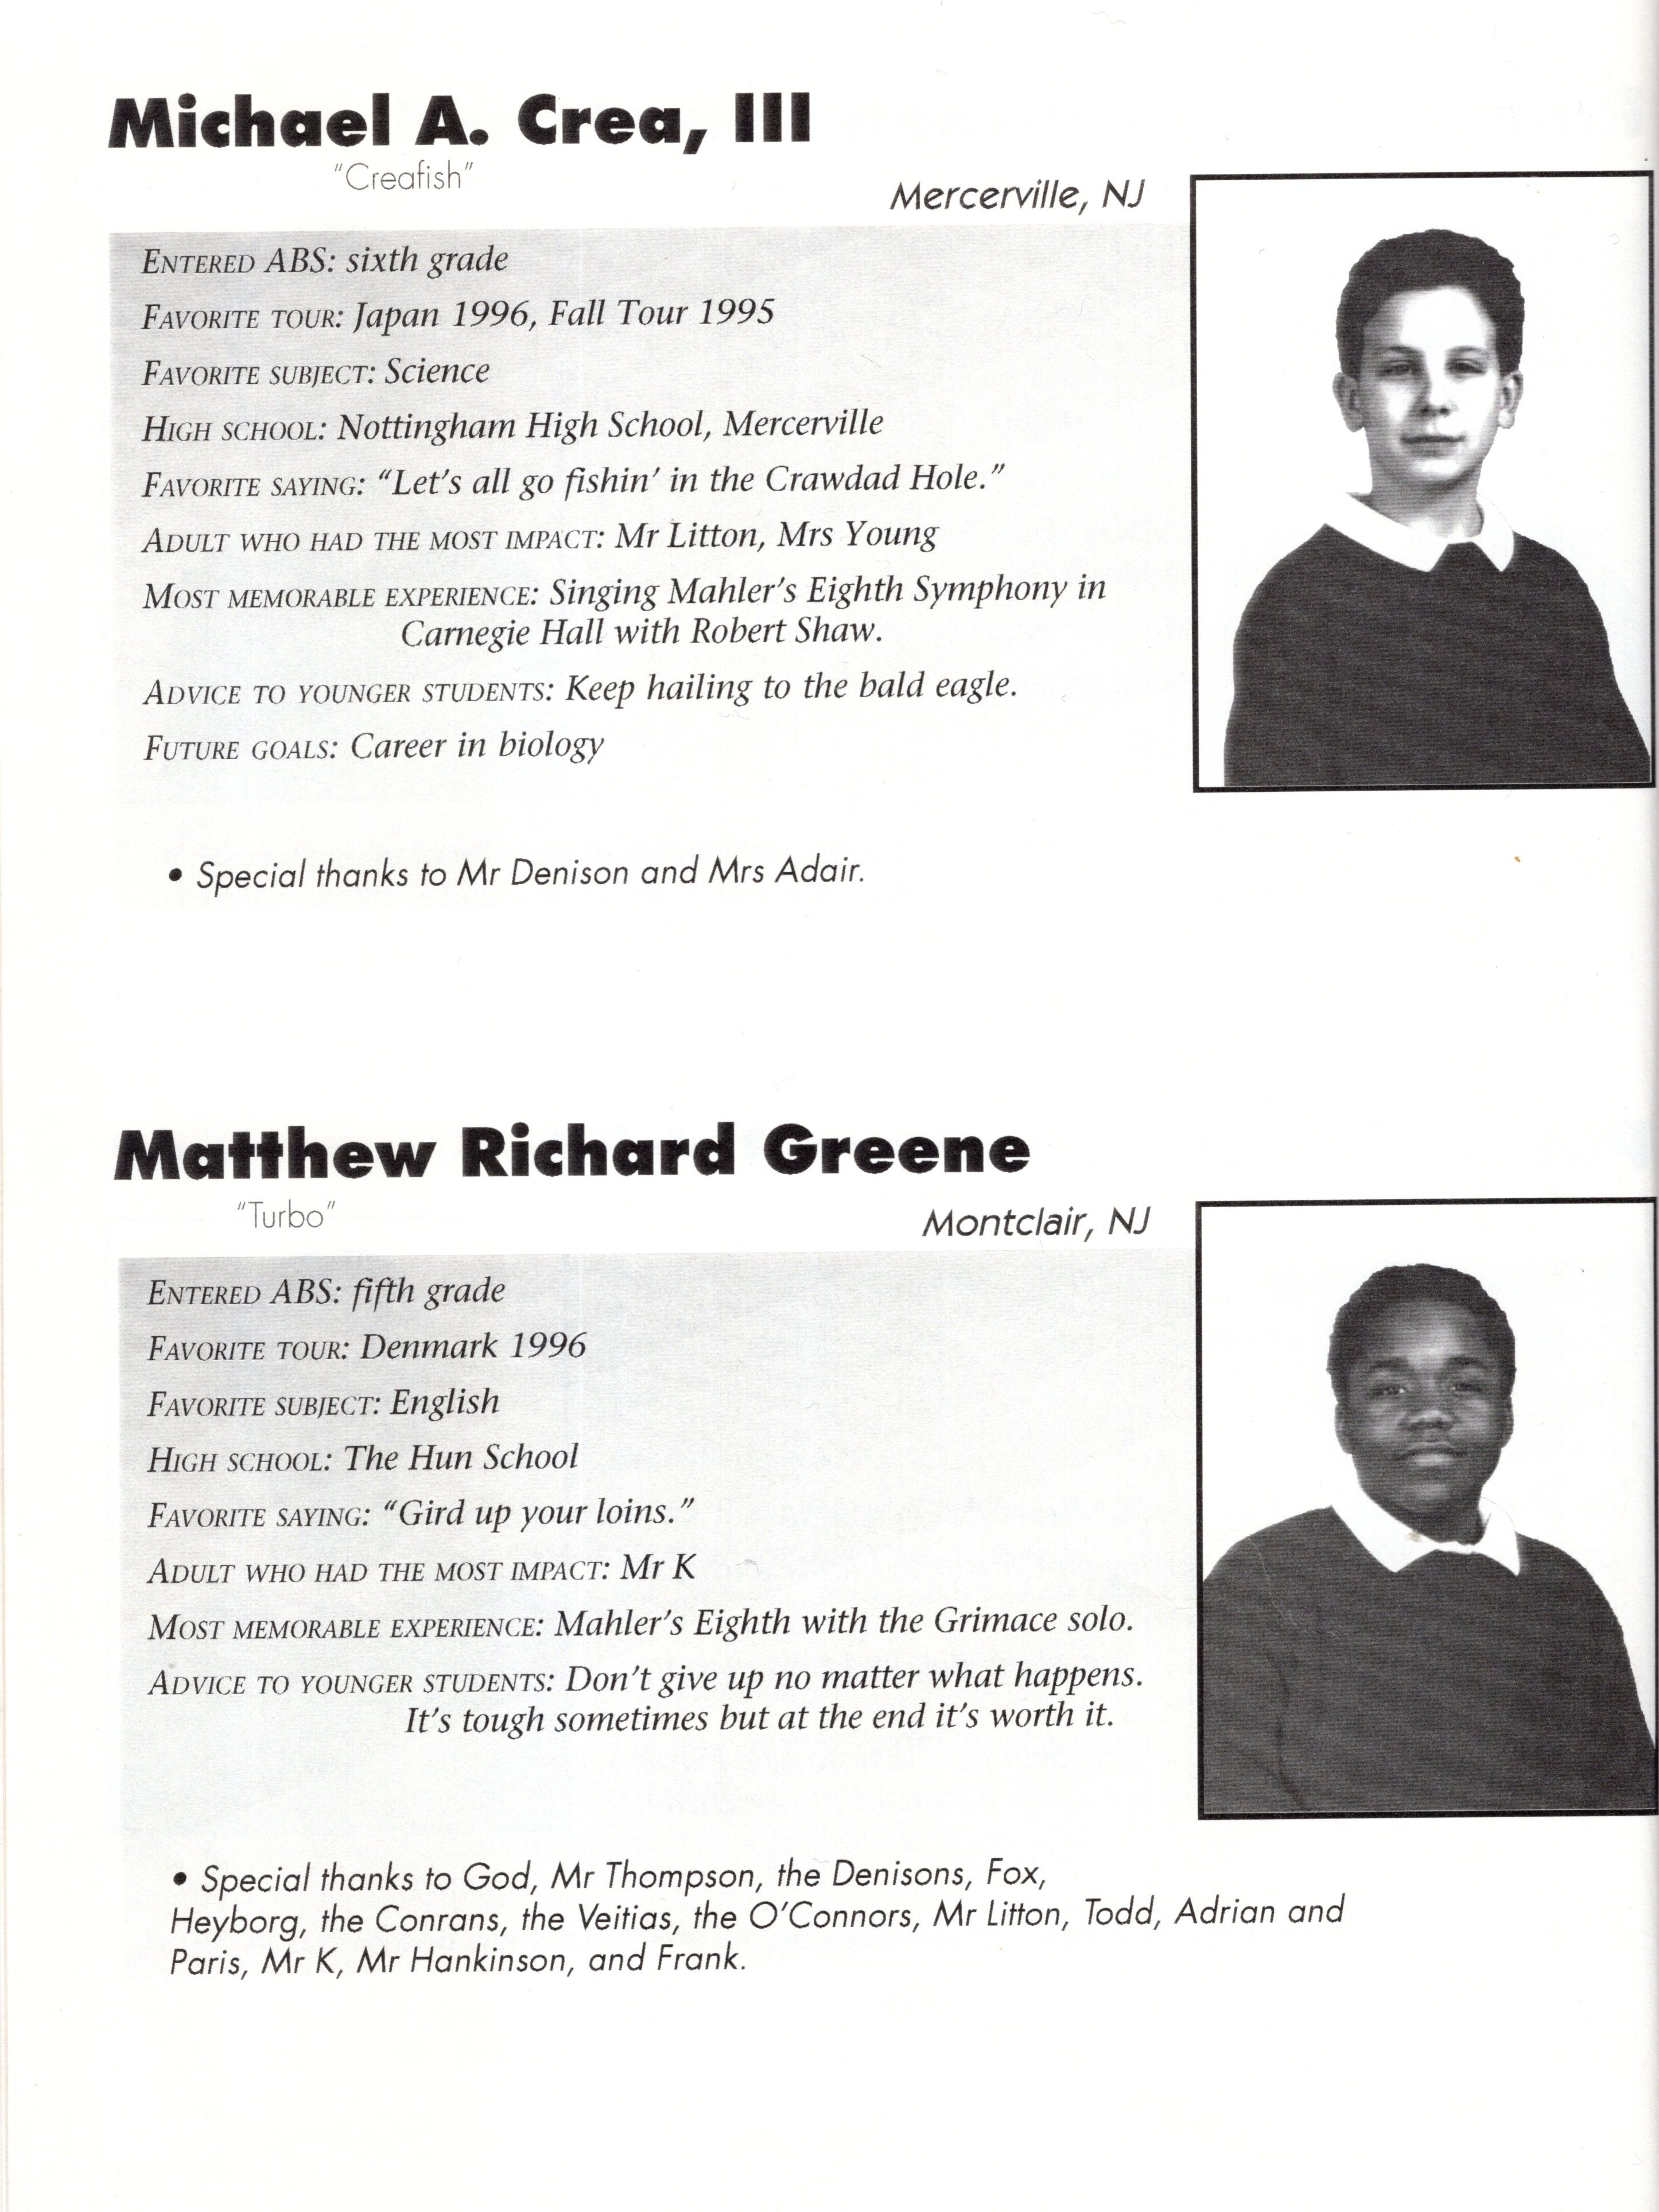 Michael A. Crea, III
"Creafish"
Mercerville, NJ
ENTERED ABS: sixth grade
FAVORITE TOUR: Japan 1996, Fall Tour 1995
FAVORITE SUBJECT: Science
HIGH SCHOOL: Nottingham High School, Mercerville
FAVORITE SAYING: "Let's all go fishin' in the Crawdad Hole."
ADULT WHO HAD THE MOST IMPACT: Mr Litton, Mrs Young
MOST MEMORABLE EXPERIENCE: Singing Mahler's Eighth Symphony in
Carnegie Hall with Robert Shaw.
ADVICE TO YOUNGER STUDENTS: Keep hailing to the bald eagle.
FUTURE GOALS: Career in biology
• Special thanks to Mr Denison and Mrs Adair.
Matthew Richard Greene
"Turbo"
Montclair, NJ
ENTERED ABS: fifth grade
FAVORITE TOUR: Denmark 1996
FAVORITE SUBJECT: English
HIGH SCHOOL: The Hun School
FAVORITE SAYING: "Gird up your loins."
ADULT WHO HAD THE MOST IMPACT: Mr K
MOST MEMORABLE EXPERIENCE: Mahler's Eighth with the Grimace solo.
ADVICE TO YOUNGER STUDENTS: Don't give up no matter what happens.
It's tough sometimes but at the end it's worth it.
• Special thanks to God, Mr Thompson, the Denisons, Fox,
Heyborg, the Conrans, the Veitias, the O'Connors, Mr Litton, Todd, Adrian and
Paris, Mr K, Mr Hankinson, and Frank.